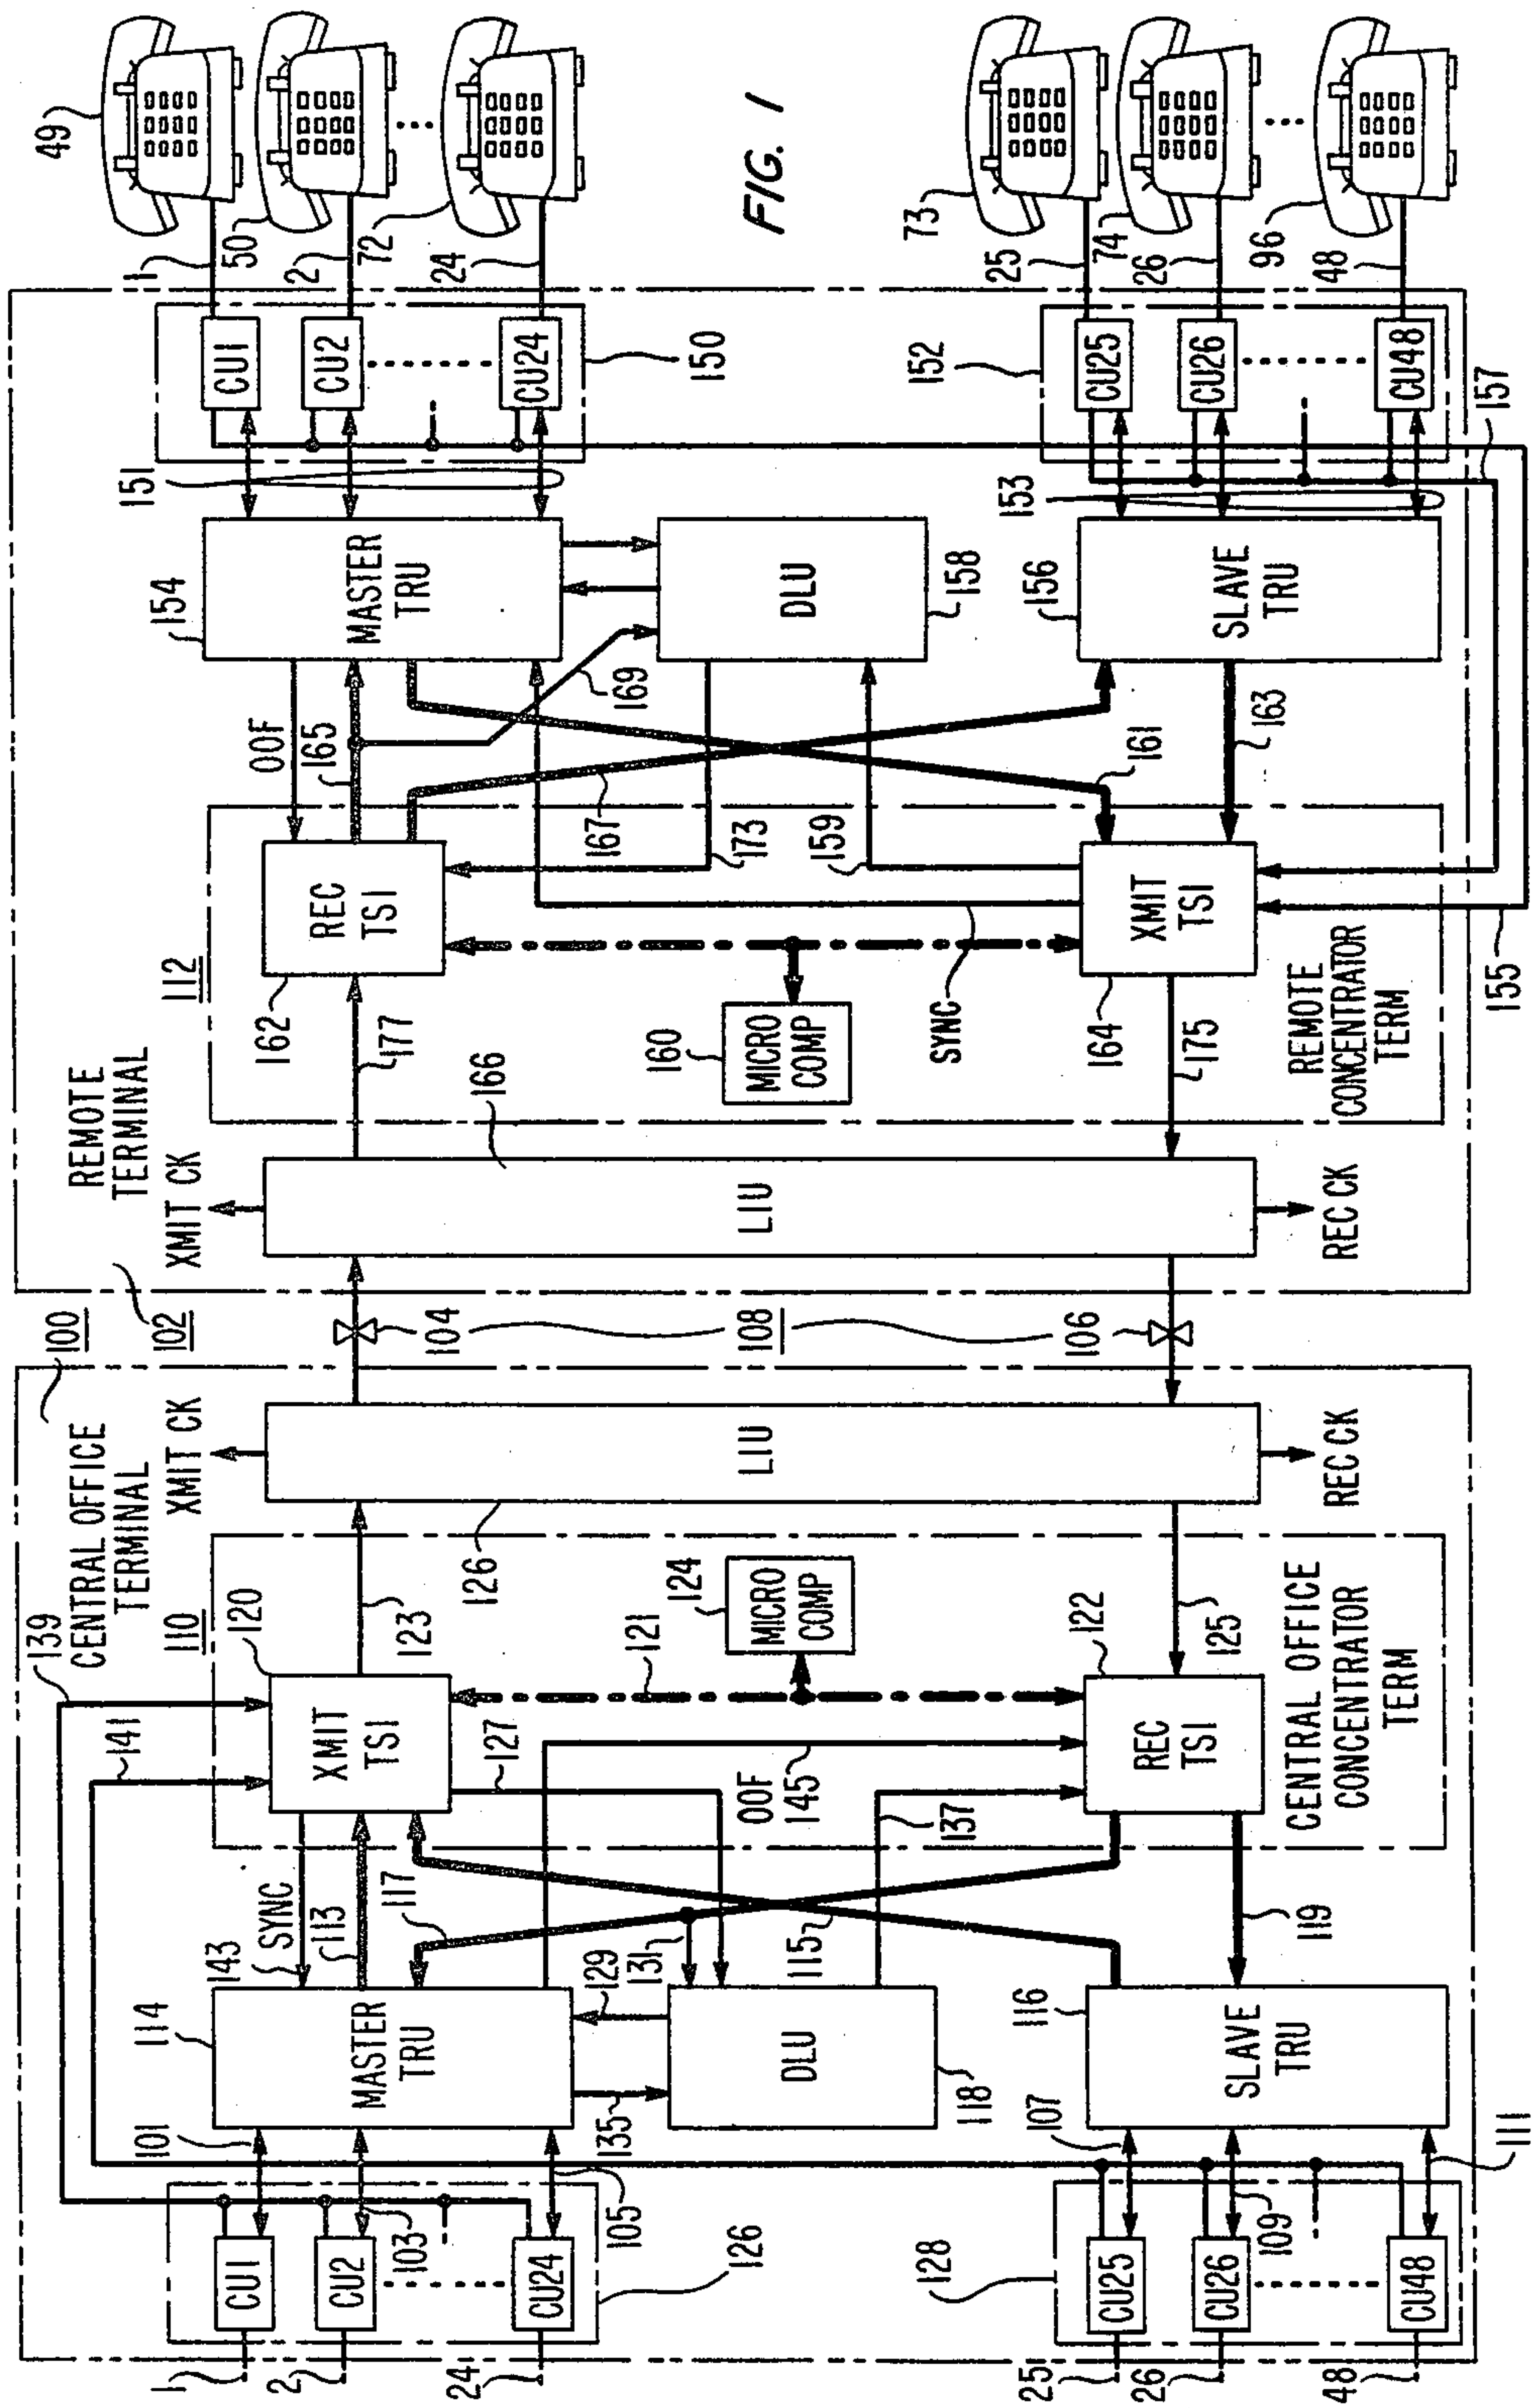 FIG. 1
100
139
CENTRAL OFFICE
TERMINAL
141
XMIT CK
110
120
XMIT
TSI
123
126
LIU
REC CK
121
124
MICRO
COMP
122
REC
TSI
125
CENTRAL OFFICE
CONCENTRATOR
TERM
127
OOF
145
137
143
SYNC
113
117
131
129
115
119
114
MASTER
TRU
135
DLU
118
116
SLAVE
TRU
101
103
105
107
109
111
CU1
CU2
CU24
126
128
CU25
CU26
CU48
1
2
24
25
26
48
104
108
106
102
REMOTE
TERMINAL
XMIT CK
166
LIU
REC CK
112
162
REC
TSI
177
160
MICRO
COMP
SYNC
164
XMIT
TSI
175
REMOTE
CONCENTRATOR
TERM
155
OOF
165
167
169
173
159
161
163
154
MASTER
TRU
DLU
158
156
SLAVE
TRU
151
153
157
CU1
CU2
CU24
150
152
CU25
CU26
CU48
1
2
24
25
26
48
49
50
72
73
74
96